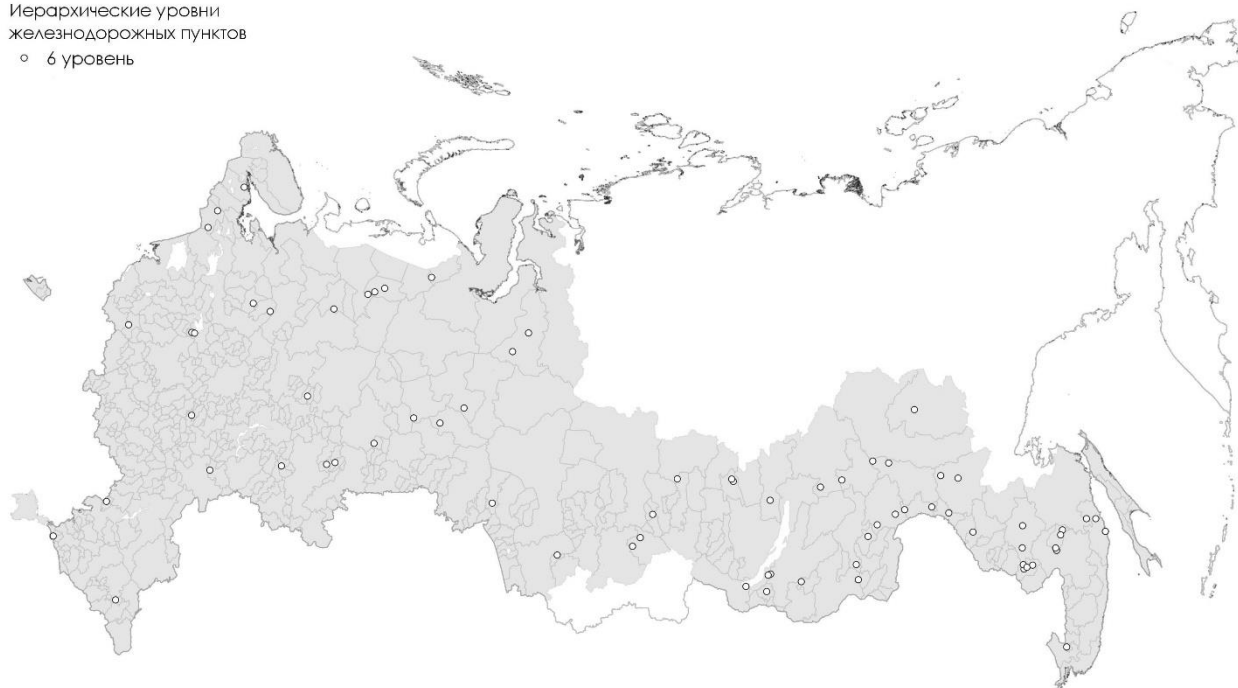 Иерархические уровни
железнодорожных пунктов
6 уровень